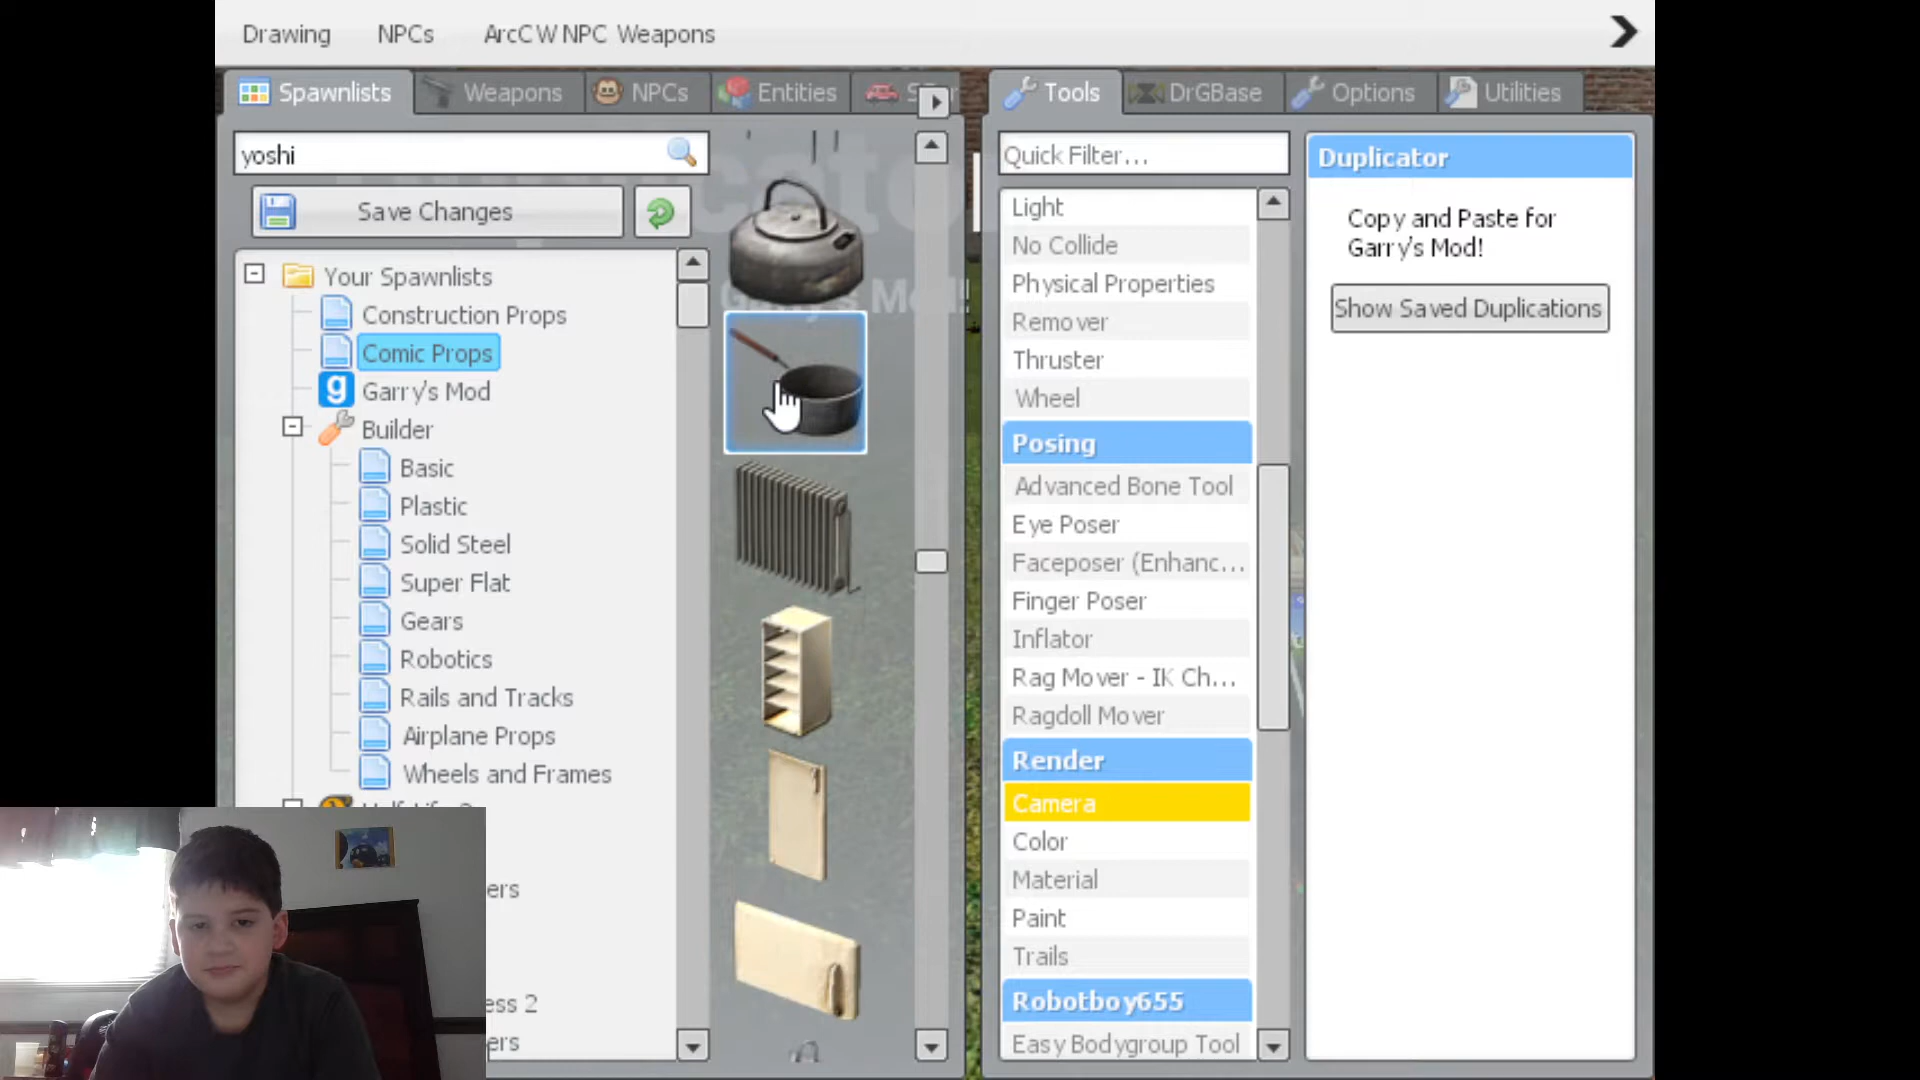 Drawing NPCs ArcCW NPC Weapons
Spawnlists Weapons NPCs Entities
Tools DrGBase Options Utilities
yoshi
Save Changes
Your Spawnlists
Construction Props
Comic Props
Garry's Mod
Builder
Basic
Plastic
Solid Steel
Super Flat
Gears
Robotics
Rails and Tracks
Airplane Props
Wheels and Frames
ers
ess 2
ers
Garry's Mod!
Quick Filter...
Light
No Collide
Physical Properties
Remover
Thruster
Wheel
Posing
Advanced Bone Tool
Eye Poser
Faceposer (Enhanc...
Finger Poser
Inflator
Rag Mover - IK Ch...
Ragdoll Mover
Render
Camera
Color
Material
Paint
Trails
Robotboy655
Easy Bodygroup Tool
Duplicator
Copy and Paste for
Garry's Mod!
Show Saved Duplications